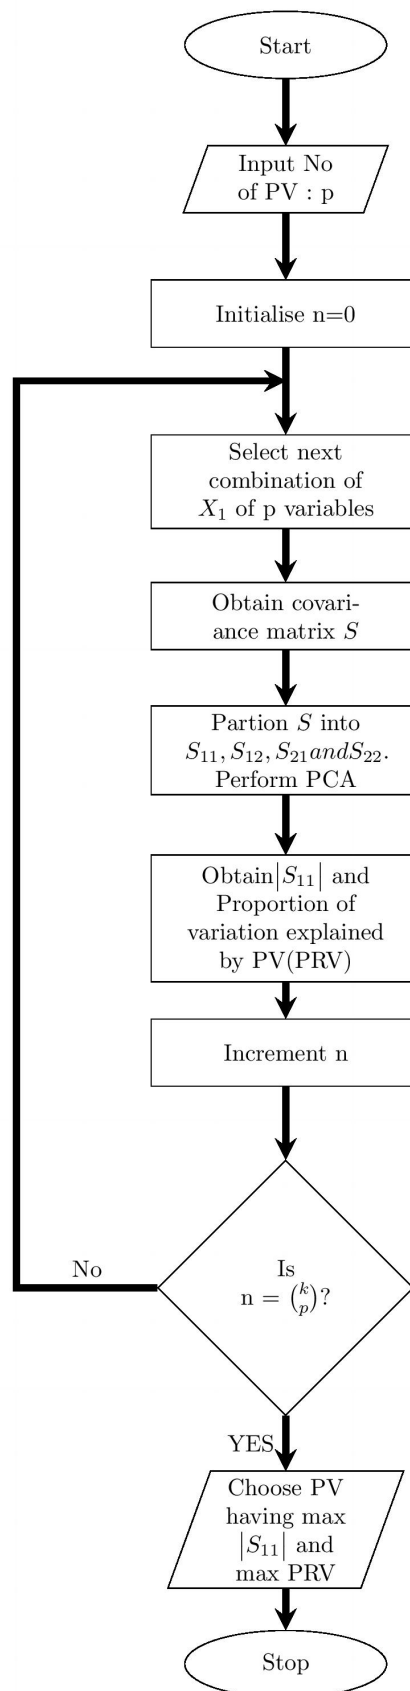 Start
Input No
of PV : p
Initialise n=0
Select next
combination of
X₁ of p variables
Obtain covari-
ance matrix S
Partion S into
S₁₁, S₁₂, S₂₁andS₂₂.
Perform PCA
Obtain|S₁₁| and
Proportion of
variation explained
by PV(PRV)
Increment n
No
Is
n = (ᵏₚ)?
YES
Choose PV
having max
|S₁₁| and
max PRV
Stop